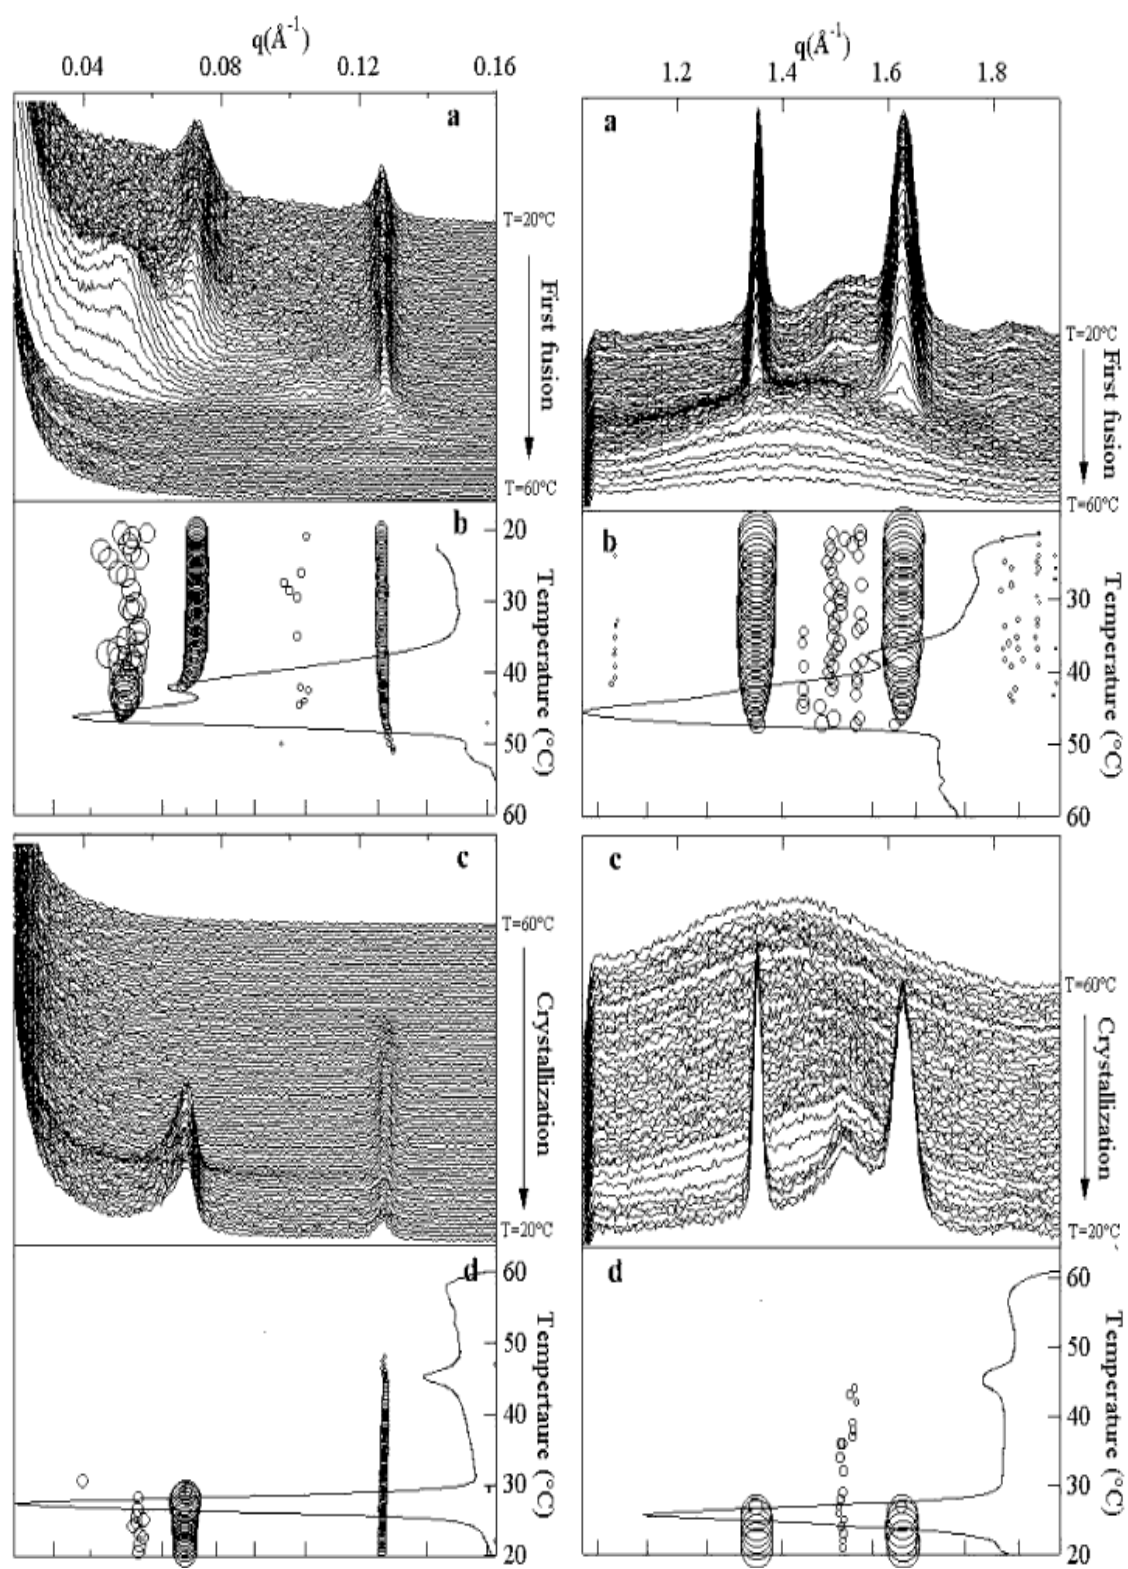 q(Å-1)
0.04 0.08 0.12 0.16
a
T=20°C
First fusion
T=60°C
b
20
30
40
50
60
Temperature (°C)
c
T=60°C
Crystallization
T=20°C
d
60
50
40
30
20
Tempertaure (°C)
q(Å-1)
1.2 1.4 1.6 1.8
a
T=20°C
First fusion
T=60°C
b
30
40
50
60
Temperature (°C)
c
T=60°C
Crystallization
T=20°C
d
60
50
40
30
20
Temperature (°C)